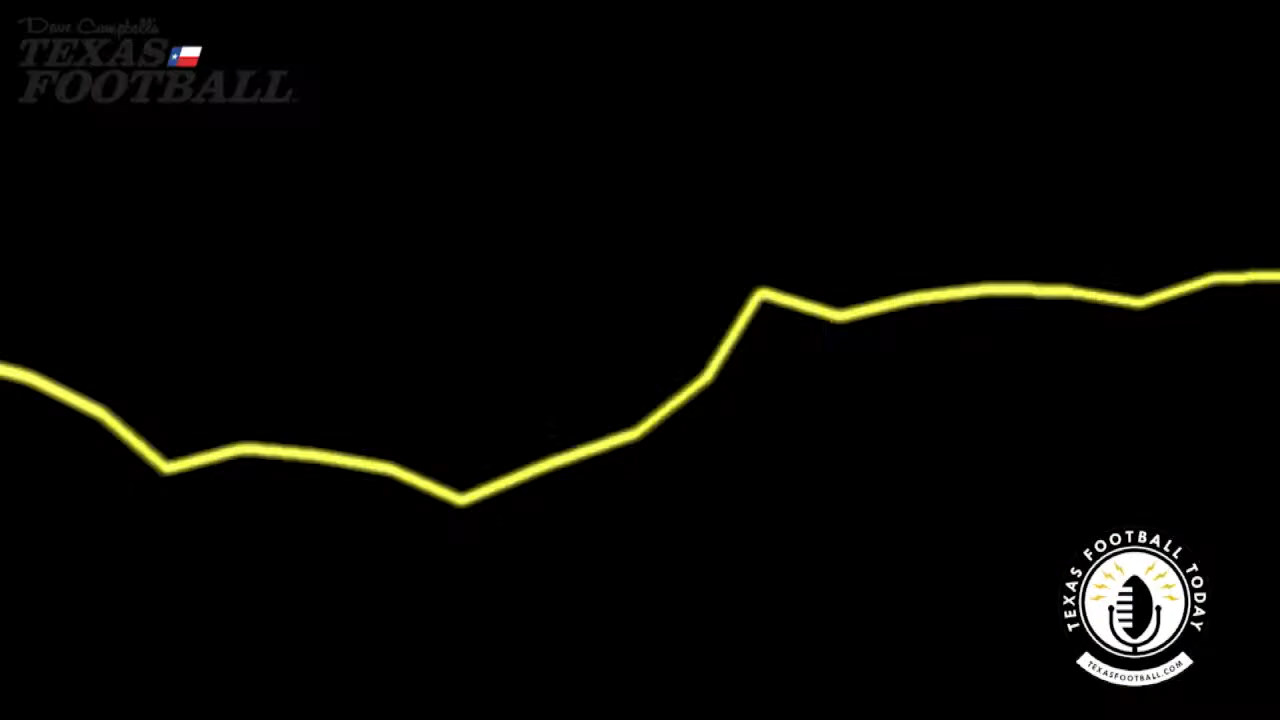 Dave Campbell's
TEXAS
FOOTBALL
TEXAS FOOTBALL TODAY
TEXASFOOTBALL.COM